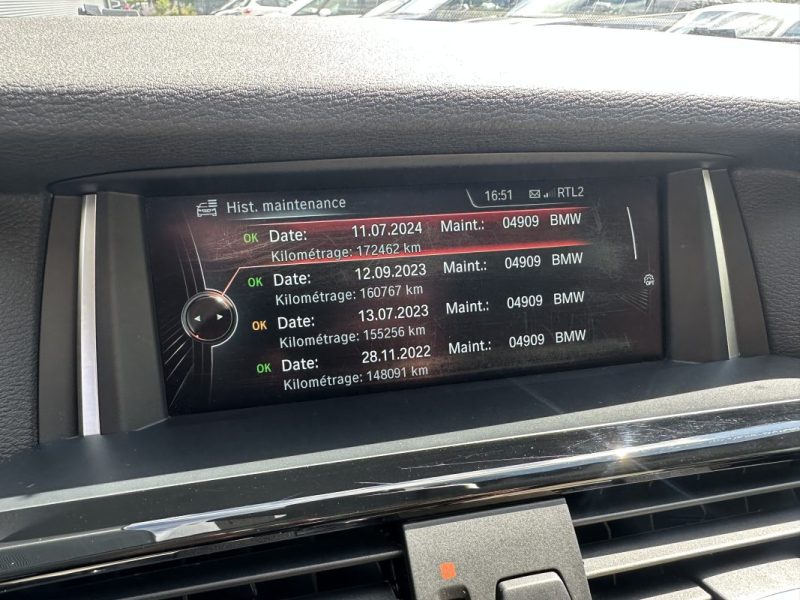 Hist. maintenance 16:51 RTL2
OK Date: 11.07.2024 Maint.: 04909 BMW
Kilométrage: 172462 km
OK Date: 12.09.2023 Maint.: 04909 BMW
Kilométrage: 160767 km
OK Date: 13.07.2023 Maint.: 04909 BMW
Kilométrage: 155256 km
OK Date: 28.11.2022 Maint.: 04909 BMW
Kilométrage: 148091 km